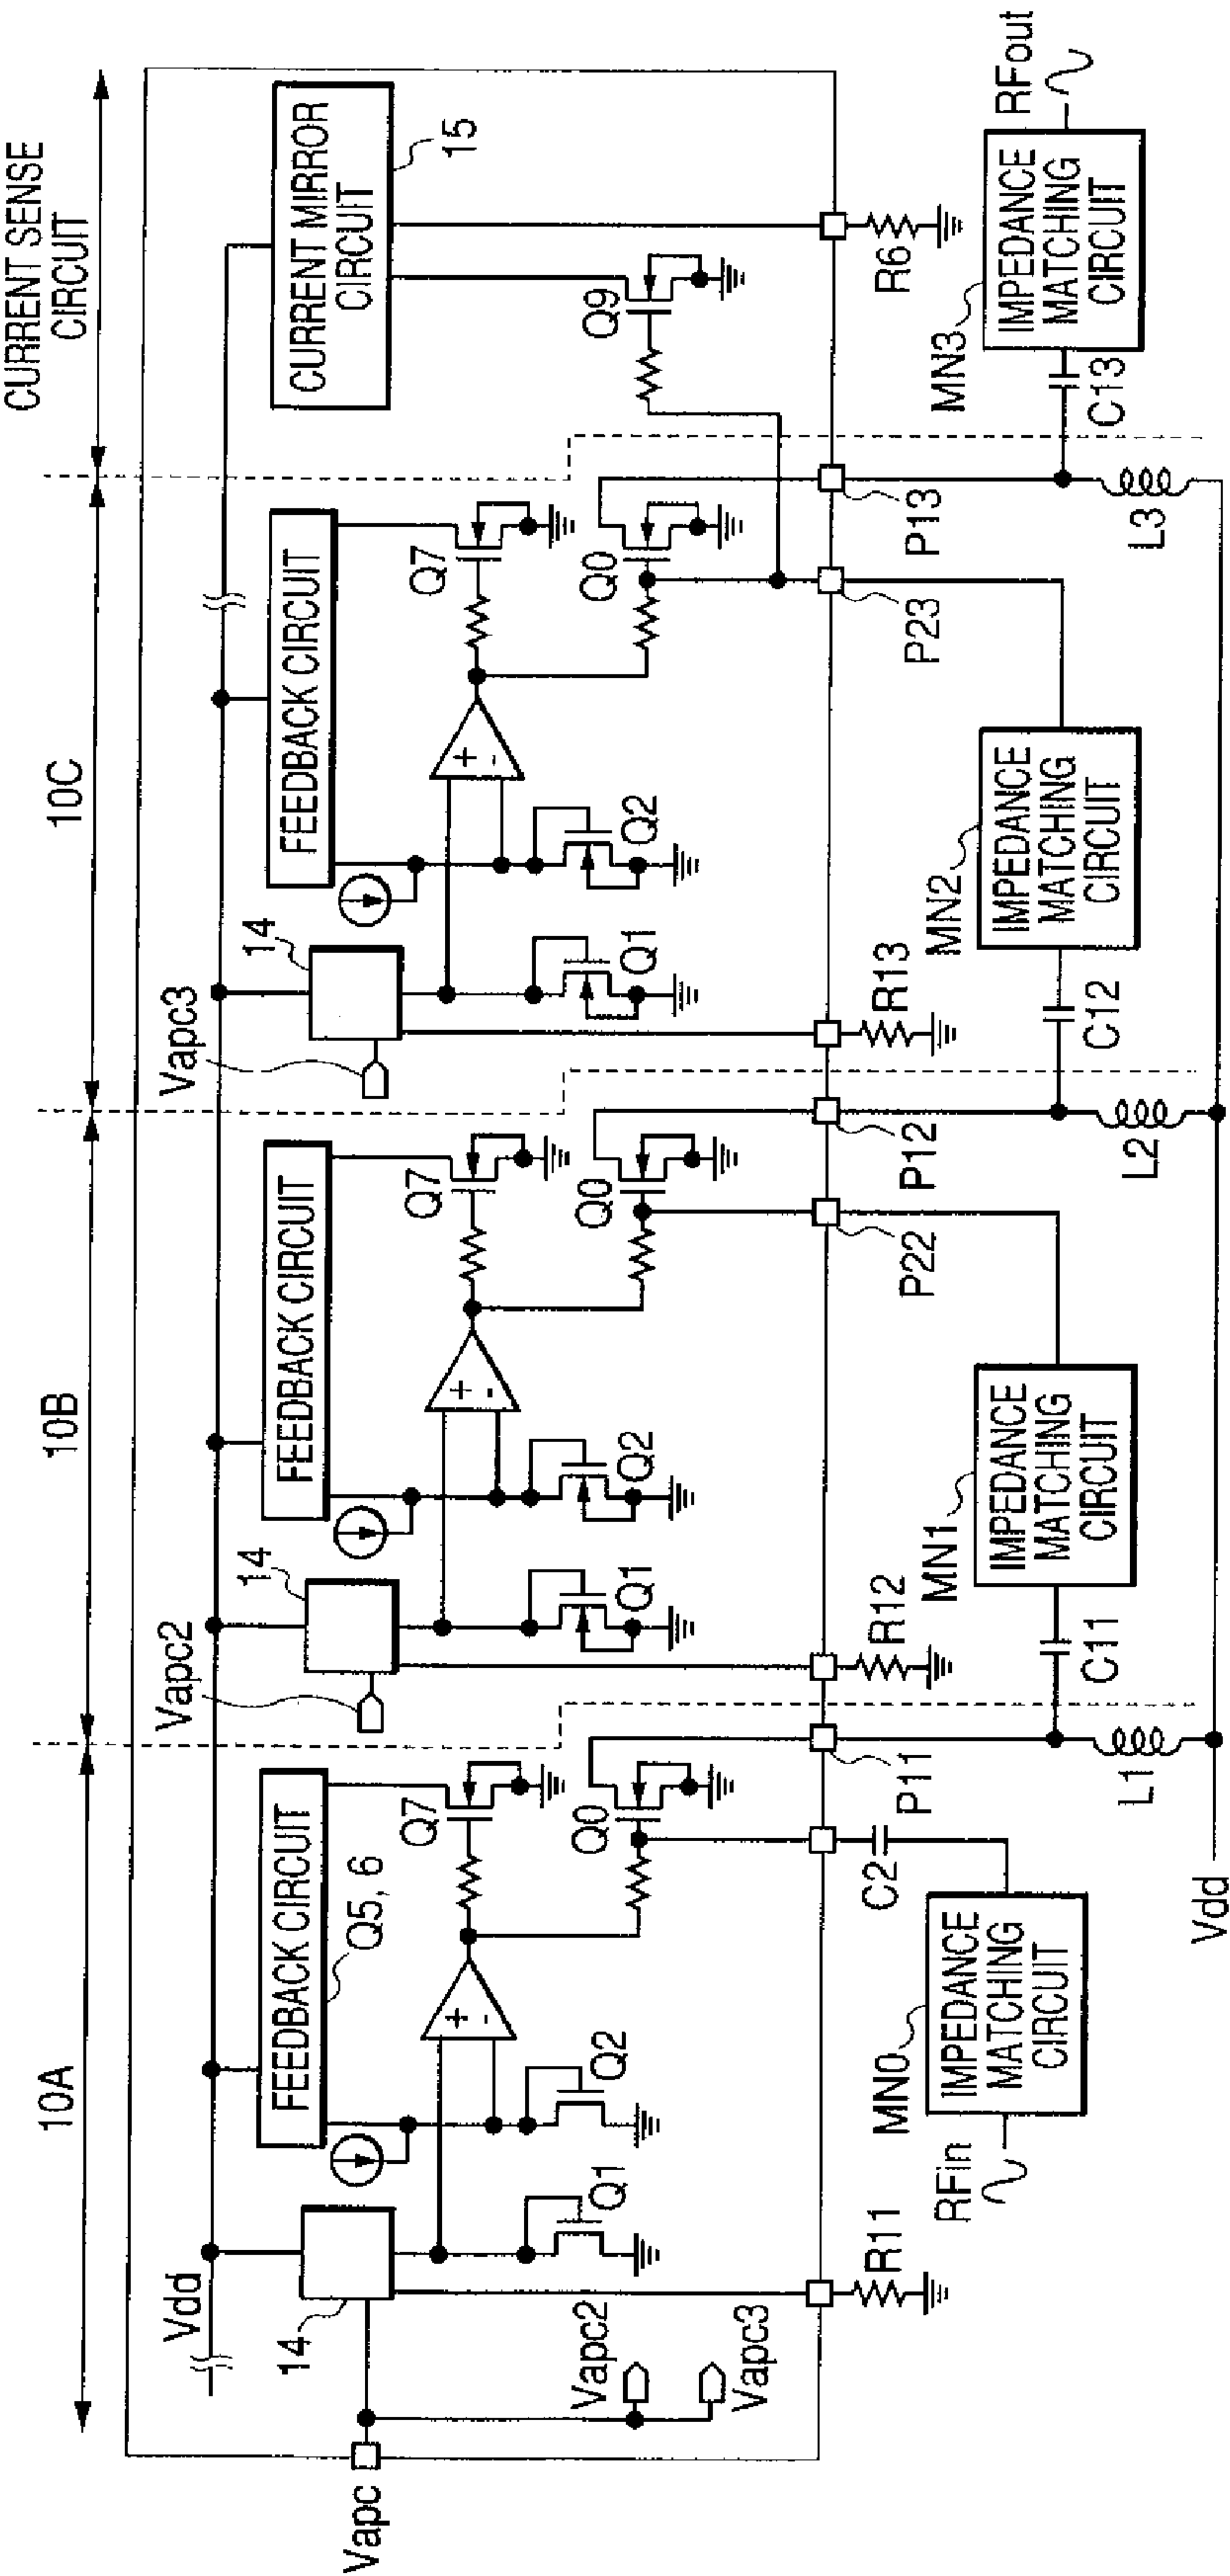 10A
10B
10C
CURRENT SENSE
CIRCUIT
Vdd
14
FEEDBACK CIRCUIT
Q5, 6
Q1
Q2
+
-
Q7
Q0
Vapc
Vapc2
Vapc3
R11
RFin
MN0
IMPEDANCE
MATCHING
CIRCUIT
C2
P11
L1
Vdd
Vapc2
14
FEEDBACK CIRCUIT
Q1
Q2
+
-
Q7
Q0
R12
C11
MN1
IMPEDANCE
MATCHING
CIRCUIT
P22
P12
L2
Vapc3
14
FEEDBACK CIRCUIT
Q1
Q2
+
-
Q7
Q0
R13
C12
MN2
IMPEDANCE
MATCHING
CIRCUIT
P23
P13
L3
CURRENT MIRROR
CIRCUIT
15
Q9
R6
C13
MN3
IMPEDANCE
MATCHING
CIRCUIT
RFout